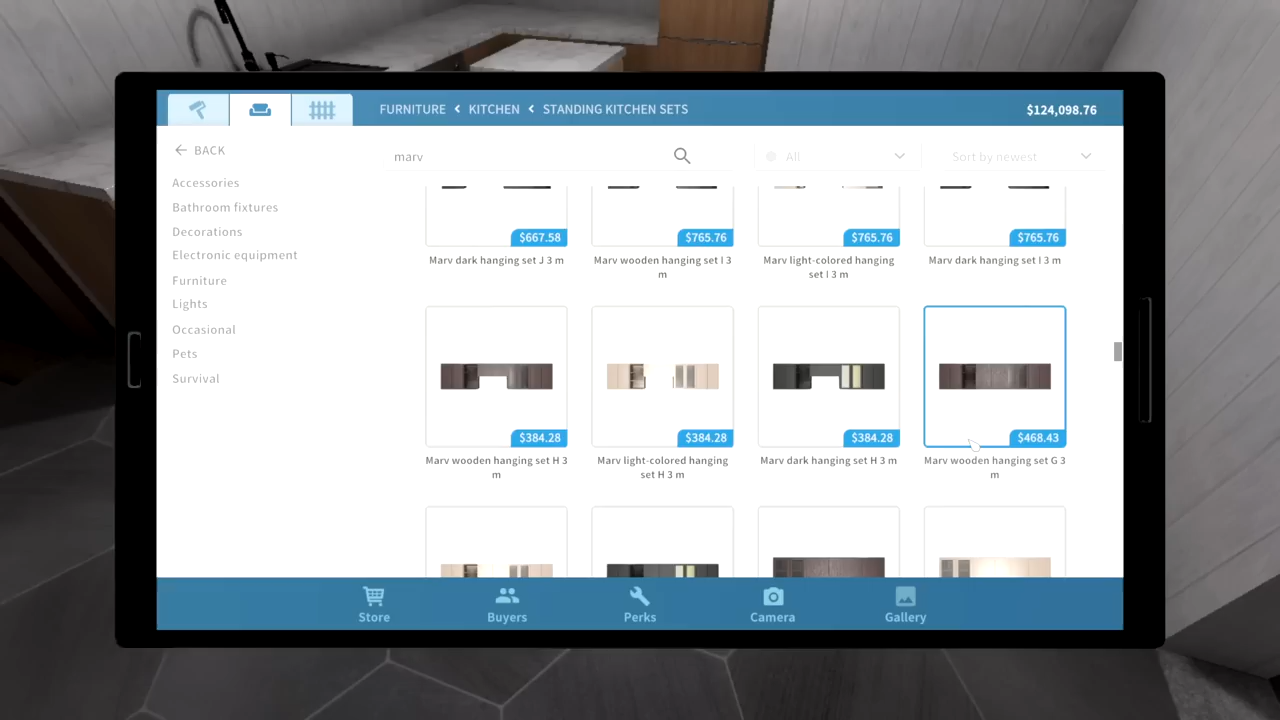 FURNITURE < KITCHEN < STANDING KITCHEN SETS
$124,098.76
BACK
marv
All
Sort by newest
Accessories
Bathroom fixtures
Decorations
Electronic equipment
Furniture
Lights
Occasional
Pets
Survival
$667.58
$765.76
$765.76
$765.76
Marv dark hanging set J 3 m
Marv wooden hanging set I 3
m
Marv light-colored hanging
set I 3 m
Marv dark hanging set I 3 m
$384.28
$384.28
$384.28
$468.43
Marv wooden hanging set H 3
m
Marv light-colored hanging
set H 3 m
Marv dark hanging set H 3 m
Marv wooden hanging set G 3
m
Store
Buyers
Perks
Camera
Gallery